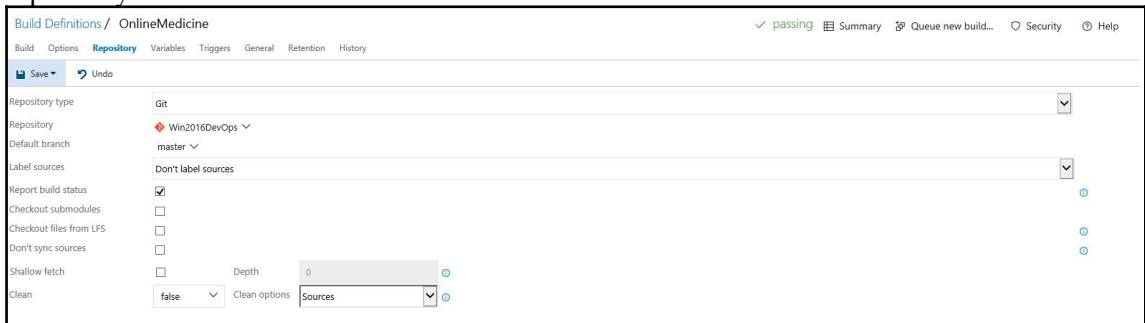 Build Definitions / OnlineMedicine passing Summary Queue new build... Security Help
Build Options Repository Variables Triggers General Retention History
Save Undo
Repository type Git
Repository Win2016DevOps
Default branch master
Label sources Don't label sources
Report build status
Checkout submodules
Checkout files from LFS
Don't sync sources
Shallow fetch Depth 0
Clean false Clean options Sources